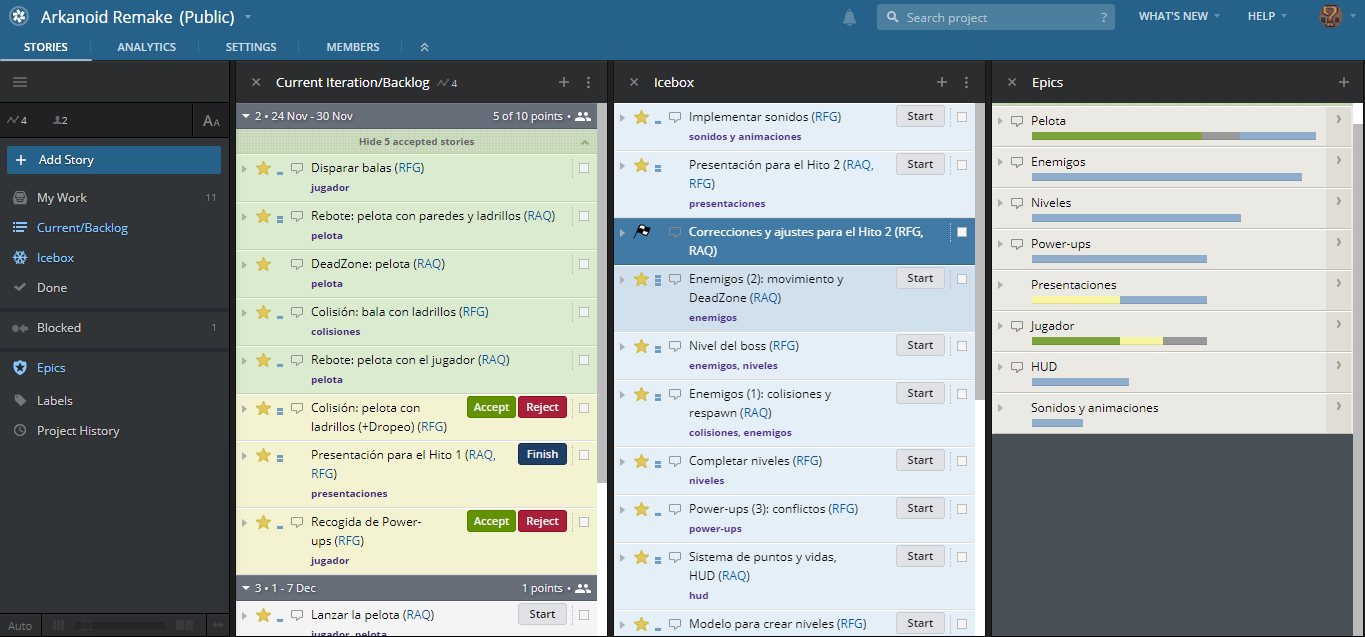 Arkanoid Remake (Public)
Search project
?
WHAT'S NEW
HELP
STORIES
ANALYTICS
SETTINGS
MEMBERS
4
2
AA
+ Add Story
My Work 11
Current/Backlog
Icebox
Done
Blocked 1
Epics
Labels
Project History
Auto
Current Iteration/Backlog 4
2 • 24 Nov - 30 Nov 5 of 10 points •
Hide 5 accepted stories
Disparar balas (RFG)
jugador
Rebote: pelota con paredes y ladrillos (RAQ)
pelota
DeadZone: pelota (RAQ)
pelota
Colisión: bala con ladrillos (RFG)
colisiones
Rebote: pelota con el jugador (RAQ)
pelota
Colisión: pelota con Accept Reject
ladrillos (+Dropeo) (RFG)
Presentación para el Hito 1 (RAQ, Finish
RFG)
presentaciones
Recogida de Power- Accept Reject
ups (RFG)
jugador
3 • 1 - 7 Dec 1 points •
Lanzar la pelota (RAQ) Start
jugador, pelota
Icebox
Implementar sonidos (RFG) Start
sonidos y animaciones
Presentación para el Hito 2 (RAQ, Start
RFG)
presentaciones
Correcciones y ajustes para el Hito 2 (RFG,
RAQ)
Enemigos (2): movimiento y Start
DeadZone (RAQ)
enemigos
Nivel del boss (RFG) Start
enemigos, niveles
Enemigos (1): colisiones y Start
respawn (RAQ)
colisiones, enemigos
Completar niveles (RFG) Start
niveles
Power-ups (3): conflictos (RFG) Start
power-ups
Sistema de puntos y vidas, Start
HUD (RAQ)
hud
Modelo para crear niveles (RFG) Start
Epics
Pelota
Enemigos
Niveles
Power-ups
Presentaciones
Jugador
HUD
Sonidos y animaciones